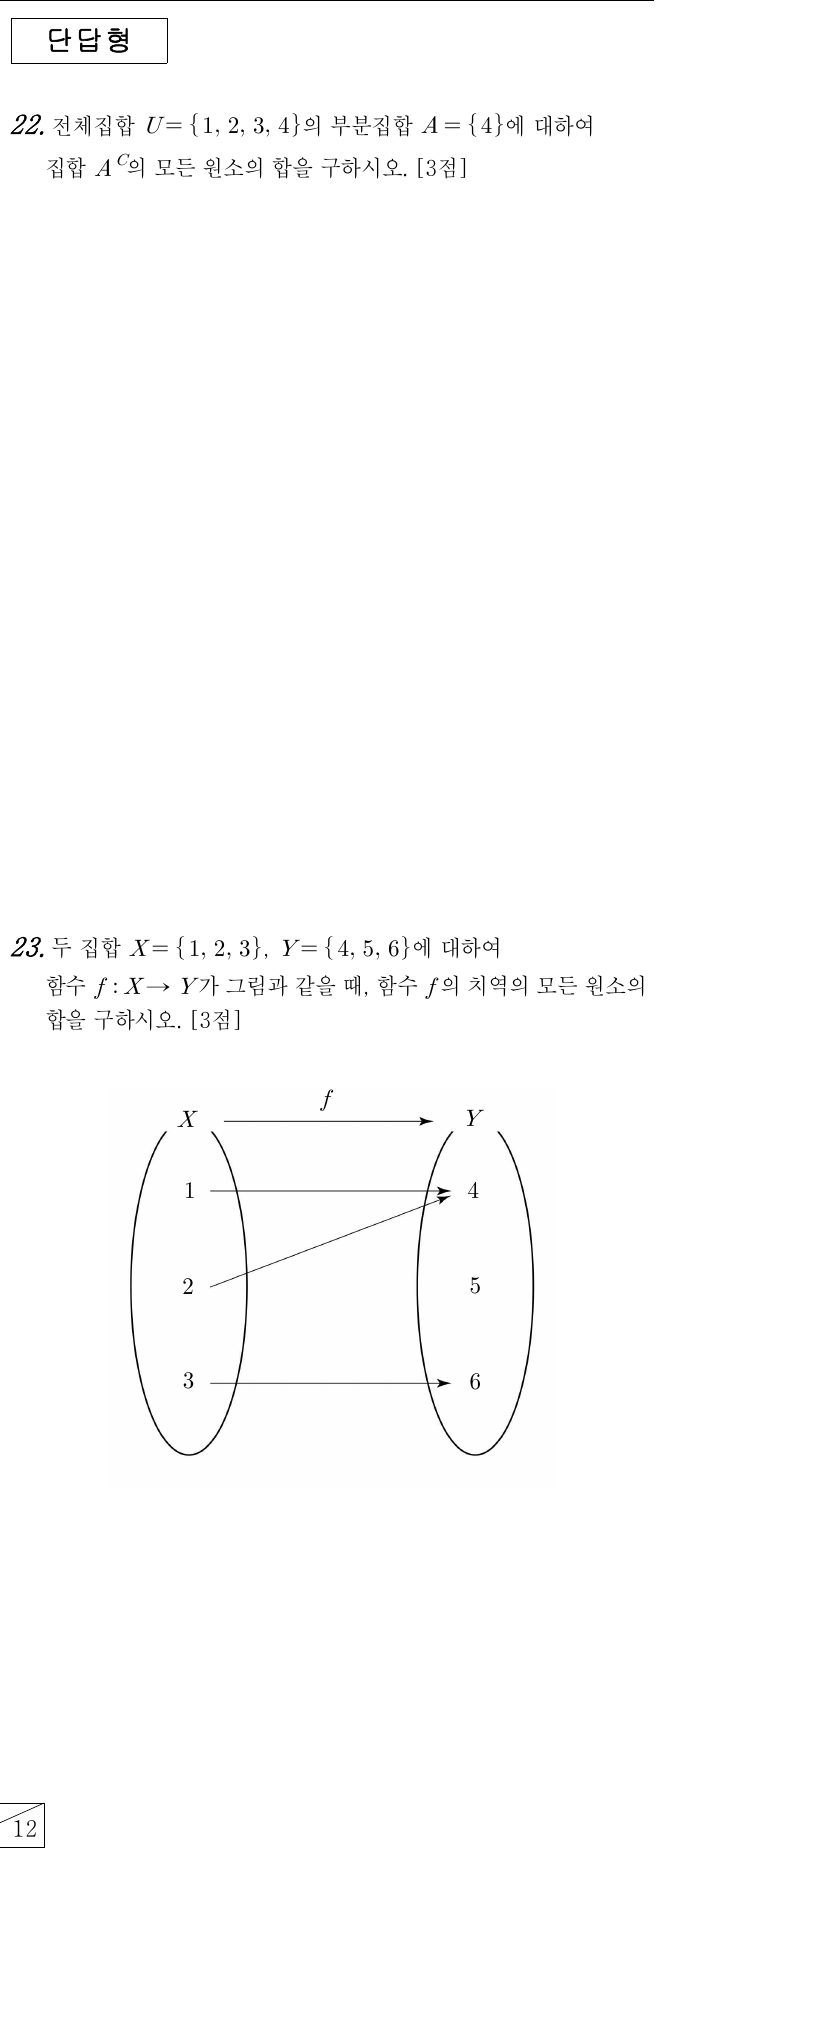 단답형
22. 전체집합 U={1, 2, 3, 4}의 부분집합 A={4}에 대하여
집합 A^C의 모든 원소의 합을 구하시오. [3점]
23. 두 집합 X={1, 2, 3}, Y={4, 5, 6}에 대하여
함수 f : X→ Y가 그림과 같을 때, 함수 f의 치역의 모든 원소의
합을 구하시오. [3점]
f
X Y
1 4
2 5
3 6
12